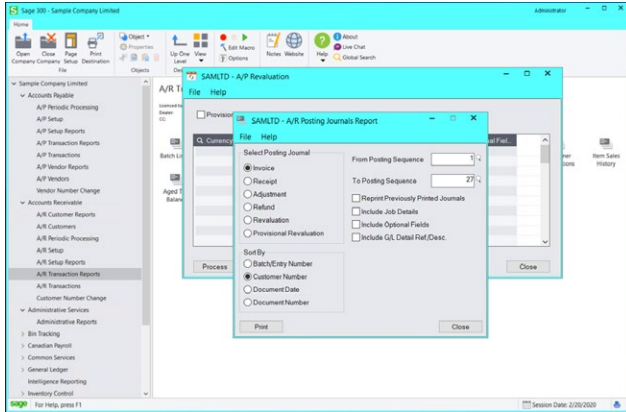 Sage 300 - Sample Company Limited
Administrator
Home
Open Company
Close Company
Page Setup
Print Destination
File
Object
Properties
Objects
Up One Level
View
Edit Macro
Options
Notes
Website
Help
About
Live Chat
Global Search
Sample Company Limited
Accounts Payable
A/P Periodic Processing
A/P Setup
A/P Setup Reports
A/P Transaction Reports
A/P Transactions
A/P Vendor Reports
A/P Vendors
Vendor Number Change
Accounts Receivable
A/R Customer Reports
A/R Customers
A/R Periodic Processing
A/R Setup
A/R Setup Reports
A/R Transaction Reports
A/R Transactions
Customer Number Change
Administrative Services
Administrative Reports
Bin Tracking
Canadian Payroll
Common Services
General Ledger
Intelligence Reporting
Inventory Control
A/R T
Batch Lis
Aged T
Balan
Item Sales History
SAMLTD - A/P Revaluation
File Help
Provision
Currency
al Fiel...
Process
Close
SAMLTD - A/R Posting Journals Report
File Help
Select Posting Journal
Invoice
Receipt
Adjustment
Refund
Revaluation
Provisional Revaluation
Sort By
Batch/Entry Number
Customer Number
Document Date
Document Number
From Posting Sequence 1
To Posting Sequence 27
Reprint Previously Printed Journals
Include Job Details
Include Optional Fields
Include G/L Detail Ref./Desc.
Print
Close
sage For Help, press F1
Session Date: 2/20/2020